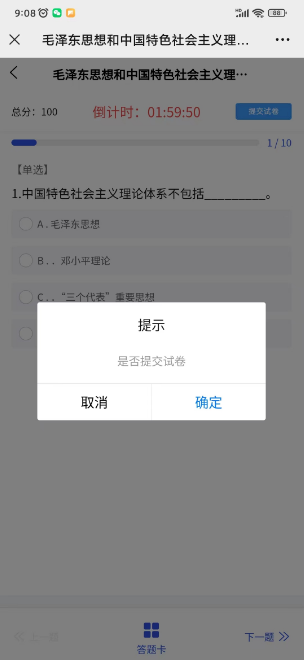 9:08
88
毛泽东思想和中国特色社会主义理…
毛泽东思想和中国特色社会主义理…
总分：100
倒计时：01:59:50
提交试卷
1 / 10
【单选】
1.中国特色社会主义理论体系不包括_________。
A . 毛泽东思想
B . . 邓小平理论
C . . “三个代表”重要思想
提示
是否提交试卷
取消
确定
上一题
答题卡
下一题